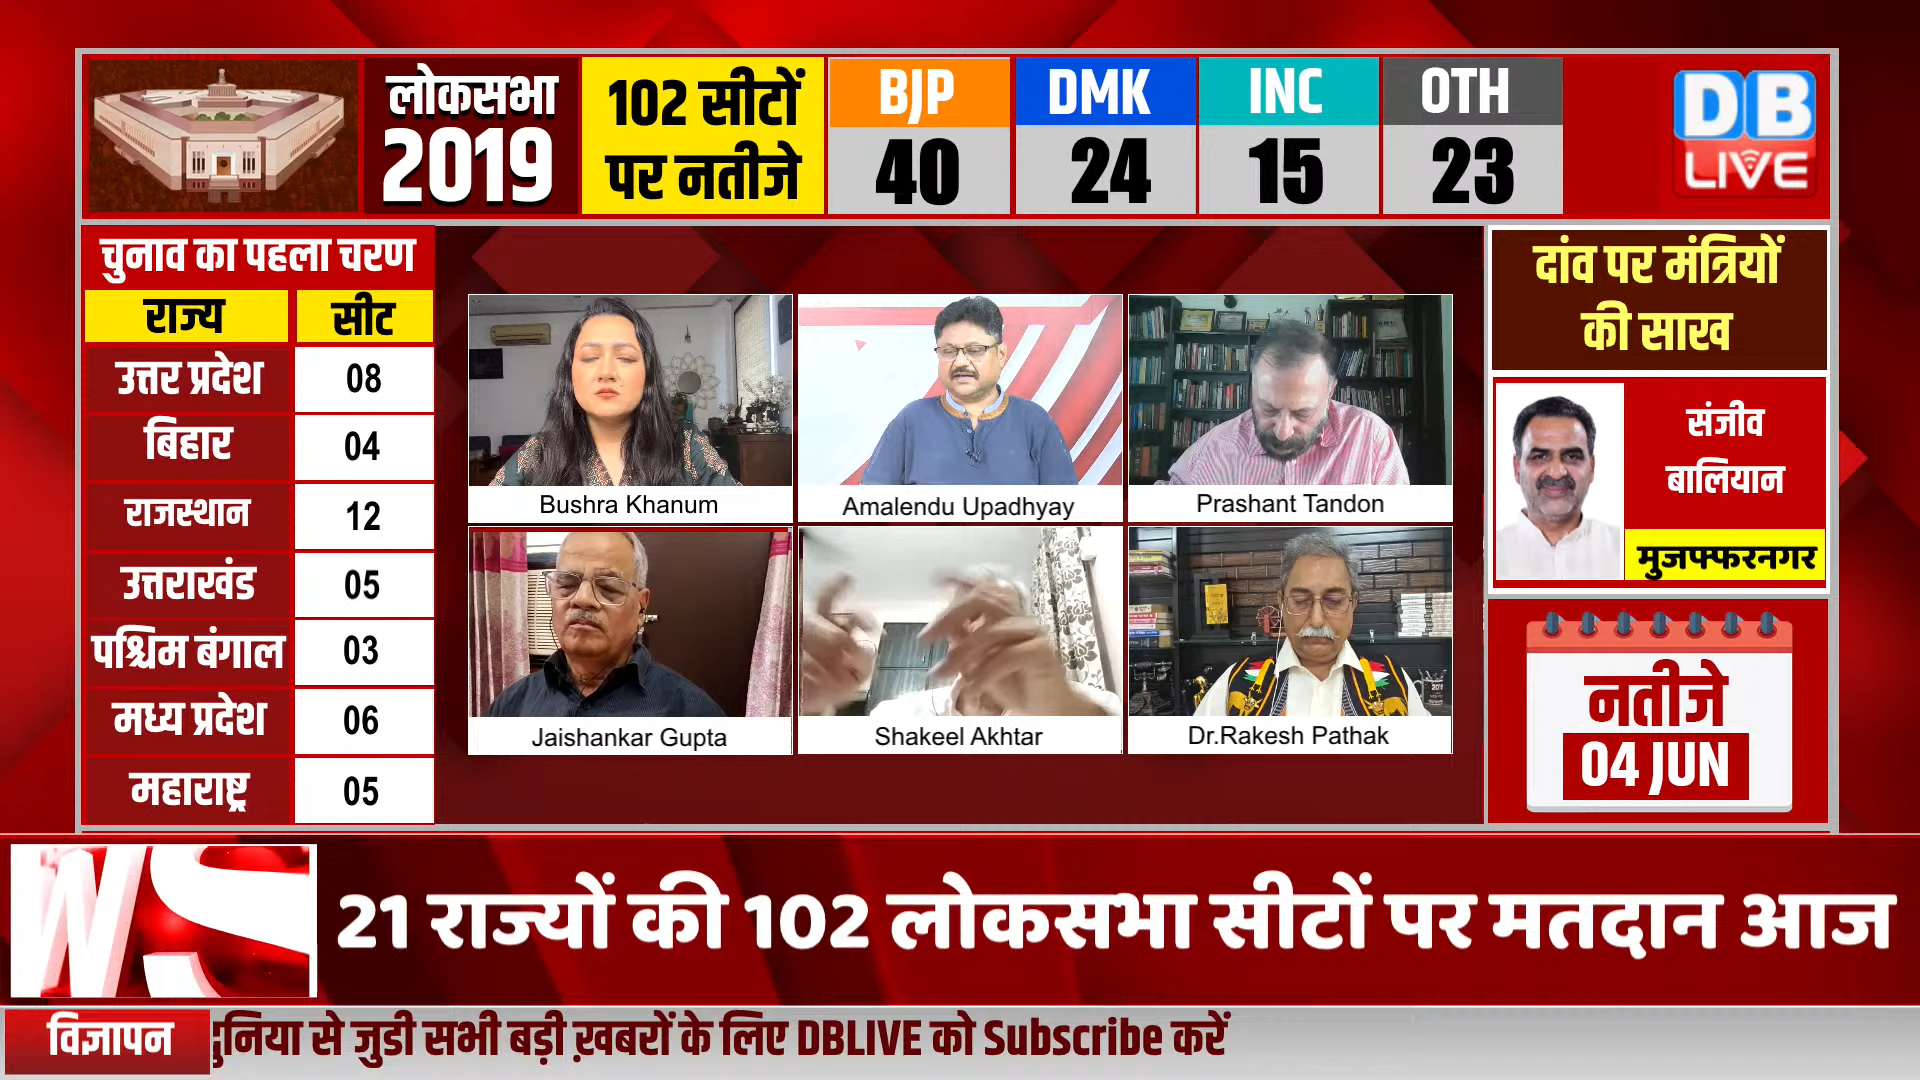 लोकसभा
2019
102 सीटों
पर नतीजे
BJP
40
DMK
24
INC
15
OTH
23
DB
LIVE
चुनाव का पहला चरण
राज्य सीट
उत्तर प्रदेश 08
बिहार 04
राजस्थान 12
उत्तराखंड 05
पश्चिम बंगाल 03
मध्य प्रदेश 06
महाराष्ट्र 05
Bushra Khanum
Amalendu Upadhyay
Prashant Tandon
Jaishankar Gupta
Shakeel Akhtar
Dr.Rakesh Pathak
दांव पर मंत्रियों
की साख
संजीव
बालियान
मुजफ्फरनगर
नतीजे
04 JUN
21 राज्यों की 102 लोकसभा सीटों पर मतदान आज
विज्ञापन
से जुडी सभी बड़ी ख़बरों के लिए DBLIVE को Subscribe करें